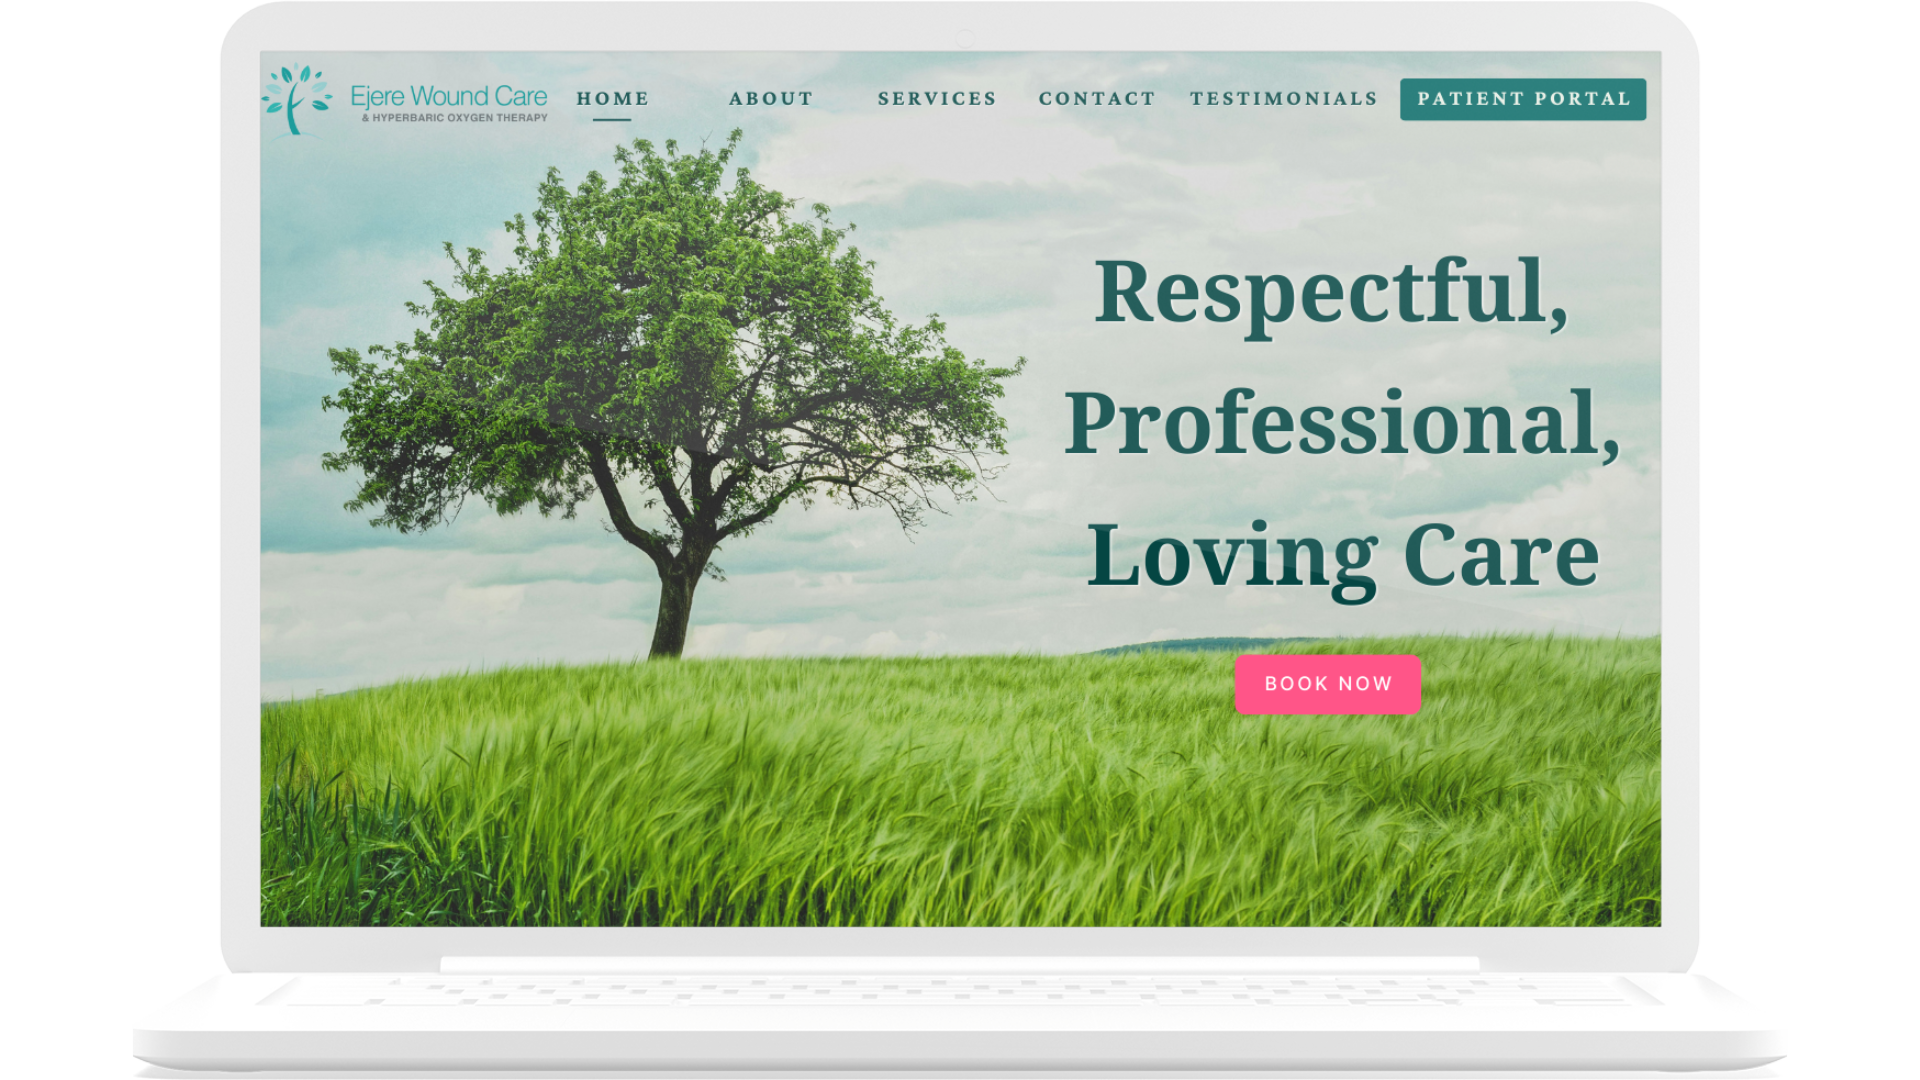 Ejere Wound Care
& HYPERBARIC OXYGEN THERAPY
HOME ABOUT SERVICES CONTACT TESTIMONIALS PATIENT PORTAL
Respectful,
Professional,
Loving Care
BOOK NOW